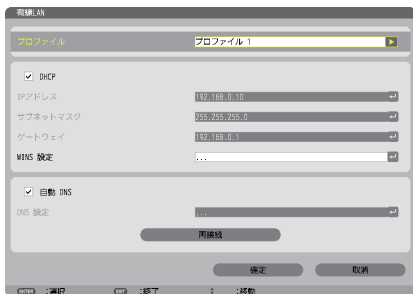 有線LAN
プロファイル プロファイル 1
DHCP
IPアドレス 192.168.0.10
サブネットマスク 255.255.255.0
ゲートウェイ 192.168.0.1
WINS 設定 ...
自動 DNS
DNS 設定 ...
再接続
確定 取消
ENTER :選択 EXIT :終了 :移動